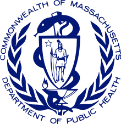 COMMONWEALTH OF MASSACHUSETTS
DEPARTMENT OF PUBLIC HEALTH